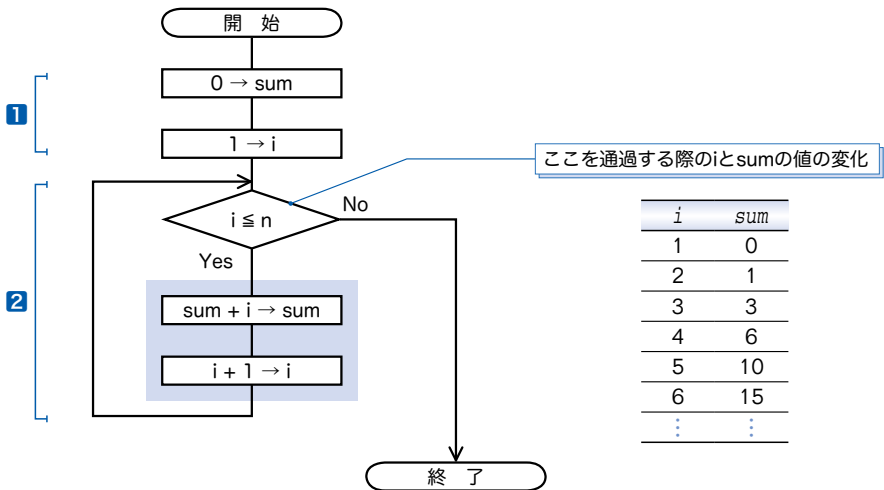 開 始
1
0 → sum
1 → i
ここを通過する際のiとsumの値の変化
2
i ≦ n
No
Yes
sum + i → sum
i + 1 → i
終 了
i sum
1 0
2 1
3 3
4 6
5 10
6 15
⋮ ⋮